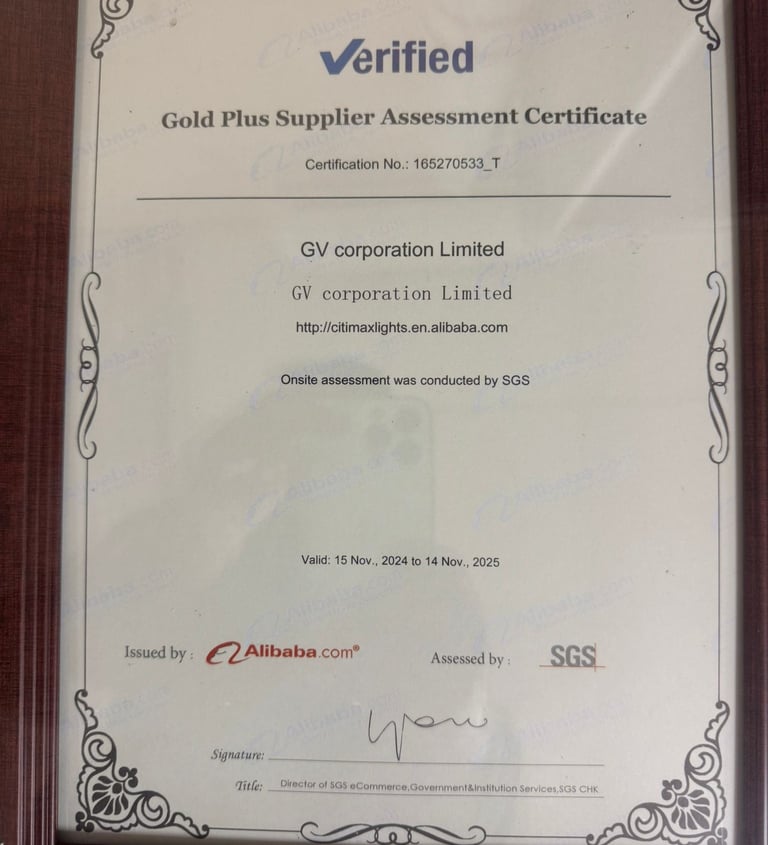 Verified
Gold Plus Supplier Assessment Certificate
Certification No.: 165270533_T
GV corporation Limited
GV corporation Limited
http://citimaxlights.en.alibaba.com
Onsite assessment was conducted by SGS
Valid: 15 Nov., 2024 to 14 Nov., 2025
Issued by : Alibaba.com® Assessed by : SGS
Signature:
Title: Director of SGS eCommerce,Government&Institution Services,SGS CHK